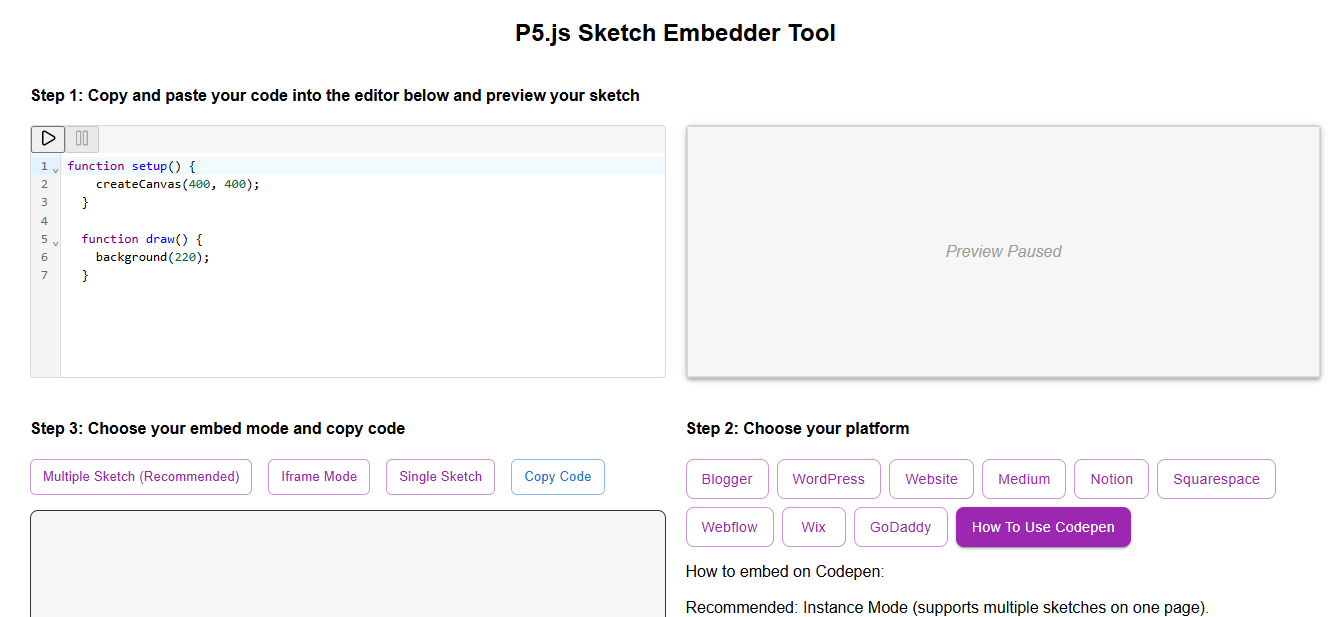 P5.js Sketch Embedder Tool
Step 1: Copy and paste your code into the editor below and preview your sketch
1 function setup() {
2 createCanvas(400, 400);
3 }
4
5 function draw() {
6 background(220);
7 }
Preview Paused
Step 3: Choose your embed mode and copy code
Multiple Sketch (Recommended) Iframe Mode Single Sketch Copy Code
Step 2: Choose your platform
Blogger WordPress Website Medium Notion Squarespace
Webflow Wix GoDaddy How To Use Codepen
How to embed on Codepen:
Recommended: Instance Mode (supports multiple sketches on one page).